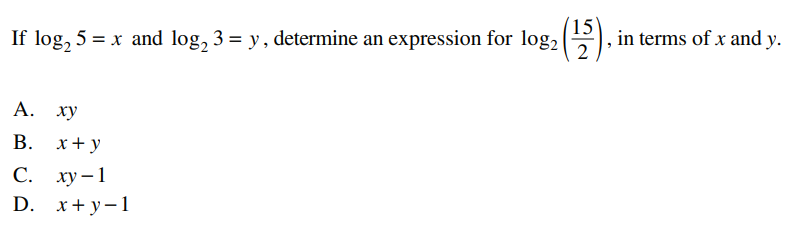 If log₂ 5 = x and log₂ 3 = y, determine an expression for log₂(15/2), in terms of x and y.
A. xy
B. x + y
C. xy – 1
D. x + y – 1